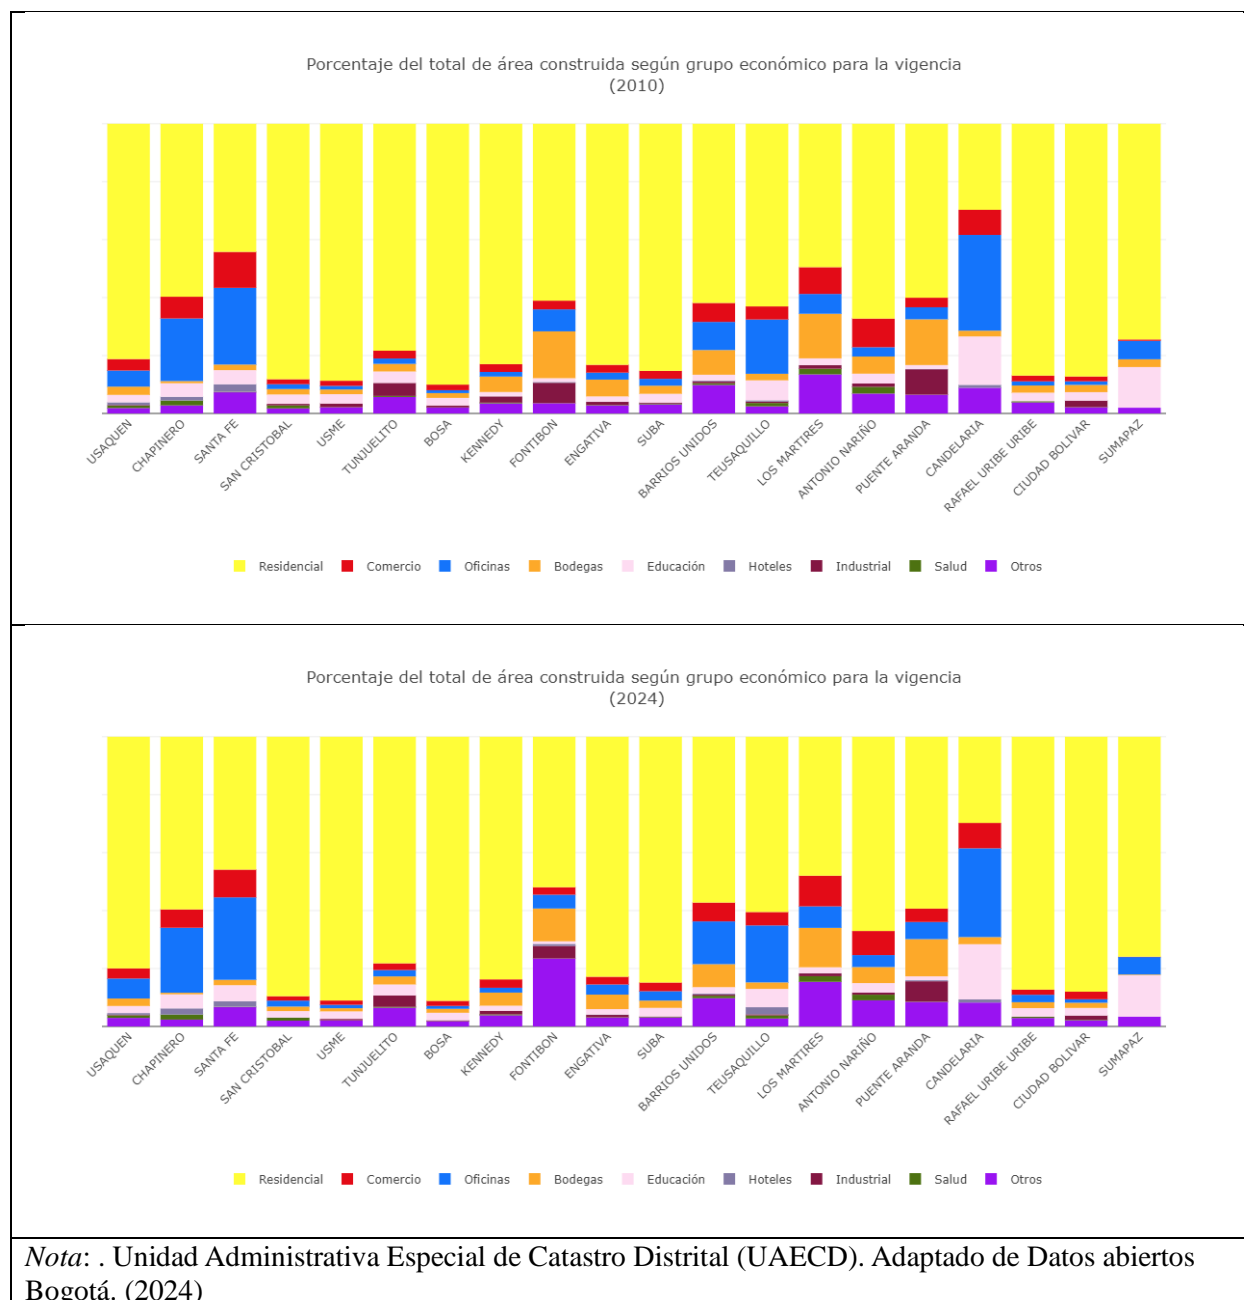 Porcentaje del total de área construida según grupo económico para la vigencia
(2010)
USAQUEN
CHAPINERO
SANTA FE
SAN CRISTOBAL
USME
TUNJUELITO
BOSA
KENNEDY
FONTIBON
ENGATIVA
SUBA
BARRIOS UNIDOS
TEUSAQUILLO
LOS MARTIRES
ANTONIO NARIÑO
PUENTE ARANDA
CANDELARIA
RAFAEL URIBE URIBE
CIUDAD BOLIVAR
SUMAPAZ
Residencial Comercio Oficinas Bodegas Educación Hoteles Industrial Salud Otros
Porcentaje del total de área construida según grupo económico para la vigencia
(2024)
USAQUEN
CHAPINERO
SANTA FE
SAN CRISTOBAL
USME
TUNJUELITO
BOSA
KENNEDY
FONTIBON
ENGATIVA
SUBA
BARRIOS UNIDOS
TEUSAQUILLO
LOS MARTIRES
ANTONIO NARIÑO
PUENTE ARANDA
CANDELARIA
RAFAEL URIBE URIBE
CIUDAD BOLIVAR
SUMAPAZ
Residencial Comercio Oficinas Bodegas Educación Hoteles Industrial Salud Otros
Nota: . Unidad Administrativa Especial de Catastro Distrital (UAECD). Adaptado de Datos abiertos
Bogotá. (2024)